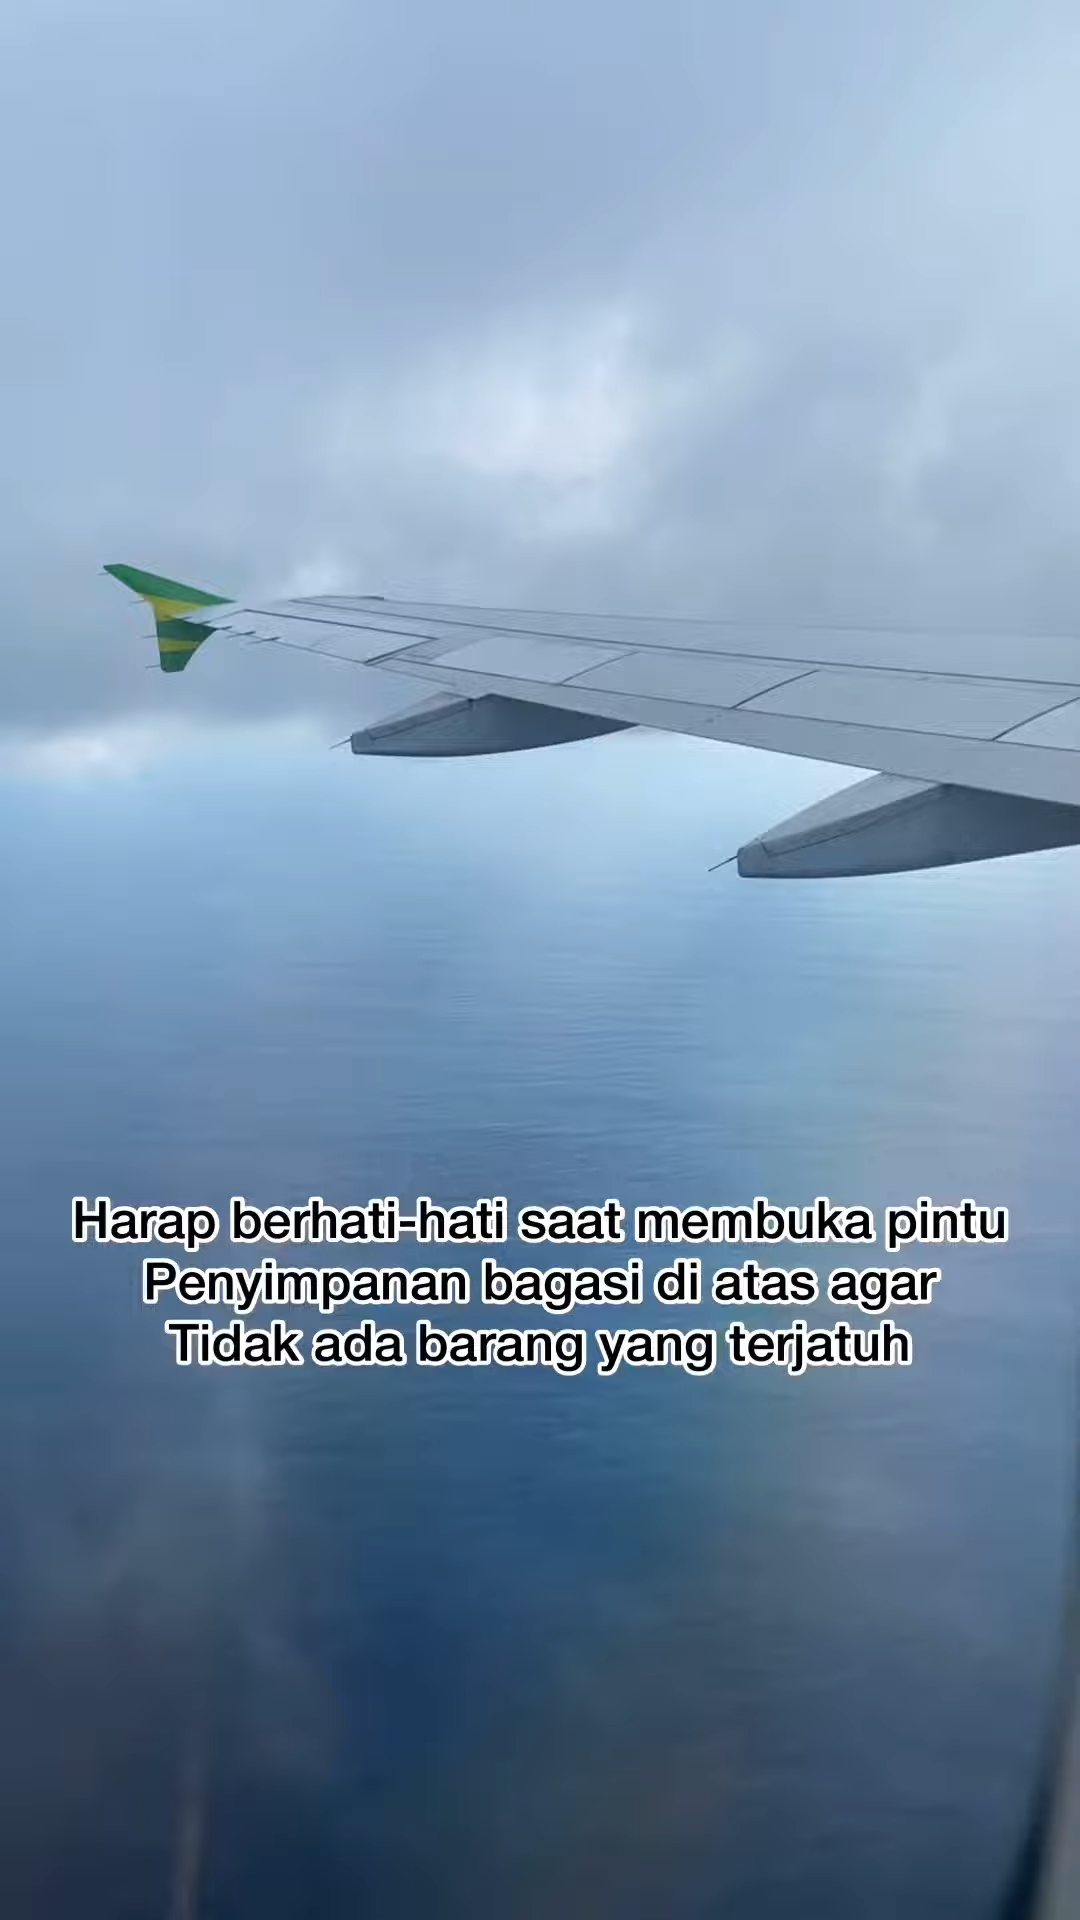 Harap berhati-hati saat membuka pintu
Penyimpanan bagasi di atas agar
Tidak ada barang yang terjatuh